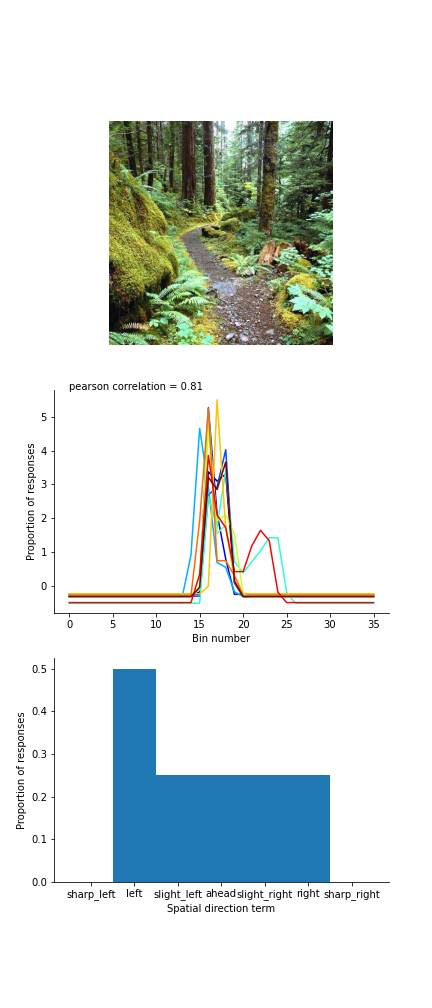 pearson correlation = 0.81
5
4
3
2
1
0
Proportion of responses
0 5 10 15 20 25 30 35
Bin number
0.5
0.4
0.3
0.2
0.1
0.0
Proportion of responses
sharp_left left slight_left ahead slight_right right sharp_right
Spatial direction term